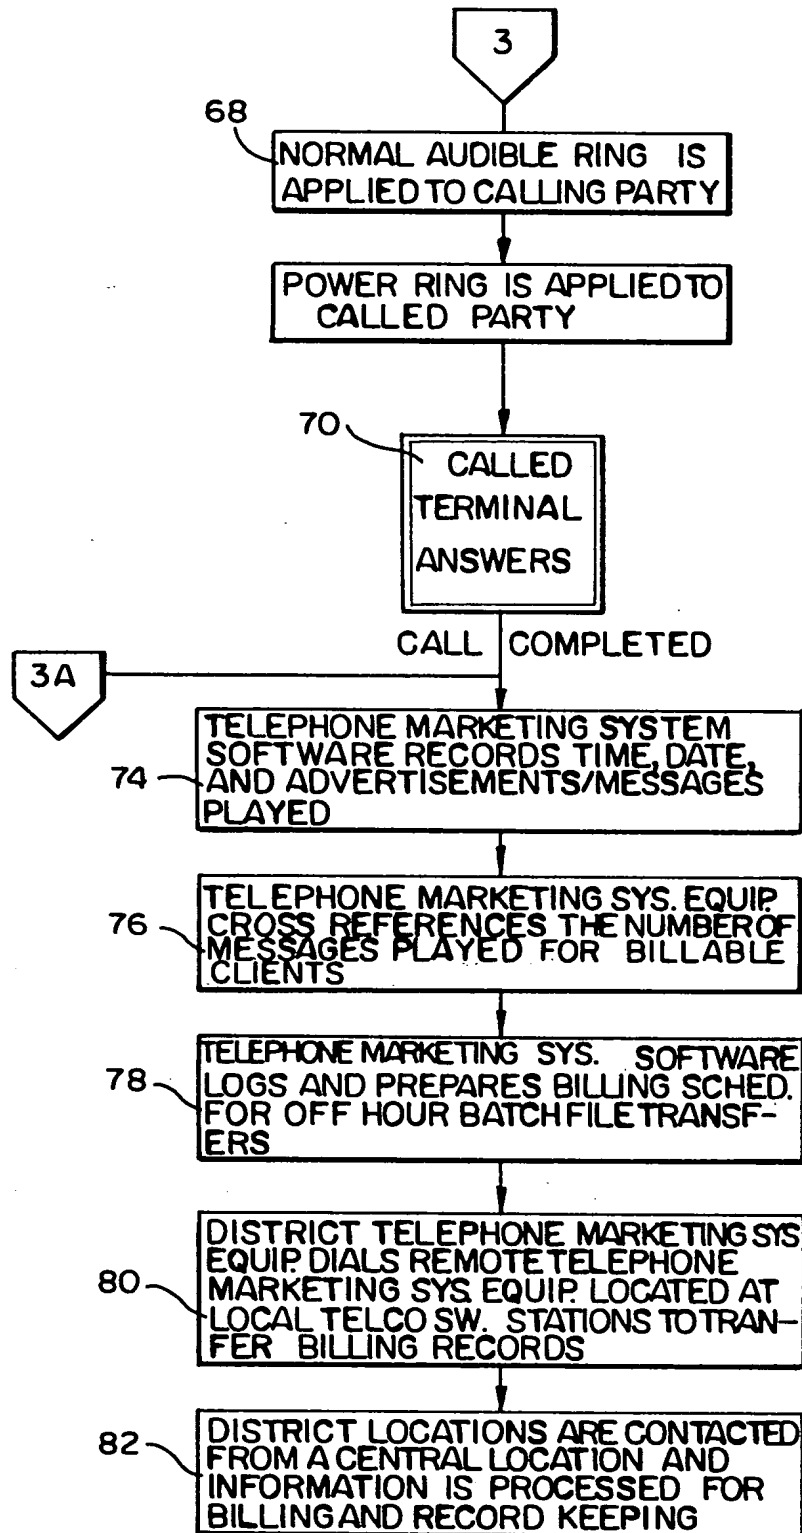 3
68
NORMAL AUDIBLE RING IS
APPLIED TO CALLING PARTY
POWER RING IS APPLIED TO
CALLED PARTY
70
CALLED
TERMINAL
ANSWERS
CALL COMPLETED
3A
TELEPHONE MARKETING SYSTEM
SOFTWARE RECORDS TIME, DATE,
74
AND ADVERTISEMENTS/MESSAGES
PLAYED
TELEPHONE MARKETING SYS. EQUIP.
CROSS REFERENCES THE NUMBER OF
76
MESSAGES PLAYED FOR BILLABLE
CLIENTS
TELEPHONE MARKETING SYS. SOFTWARE
LOGS AND PREPARES BILLING SCHED.
78
FOR OFF HOUR BATCH FILE TRANSF-
ERS
DISTRICT TELEPHONE MARKETING SYS
EQUIP. DIALS REMOTE TELEPHONE
80
MARKETING SYS. EQUIP. LOCATED AT
LOCAL TELCO SW. STATIONS TO TRAN-
FER BILLING RECORDS
DISTRICT LOCATIONS ARE CONTACTED
82
FROM A CENTRAL LOCATION AND
INFORMATION IS PROCESSED FOR
BILLING AND RECORD KEEPING